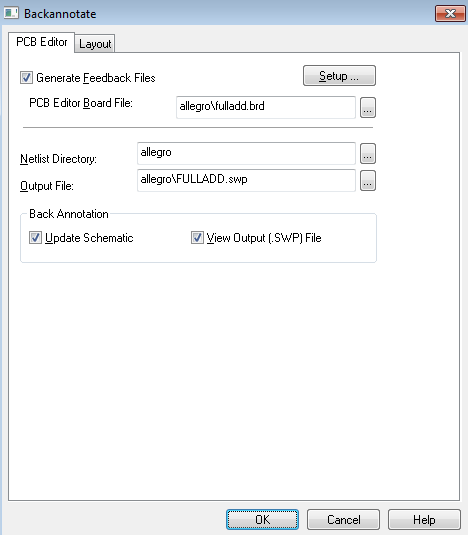 Backannotate
PCB Editor Layout
Generate Feedback Files Setup ...
PCB Editor Board File: allegro\fulladd.brd ...
Netlist Directory: allegro ...
Output File: allegro\FULLADD.swp ...
Back Annotation
Update Schematic View Output (.SWP) File
OK Cancel Help